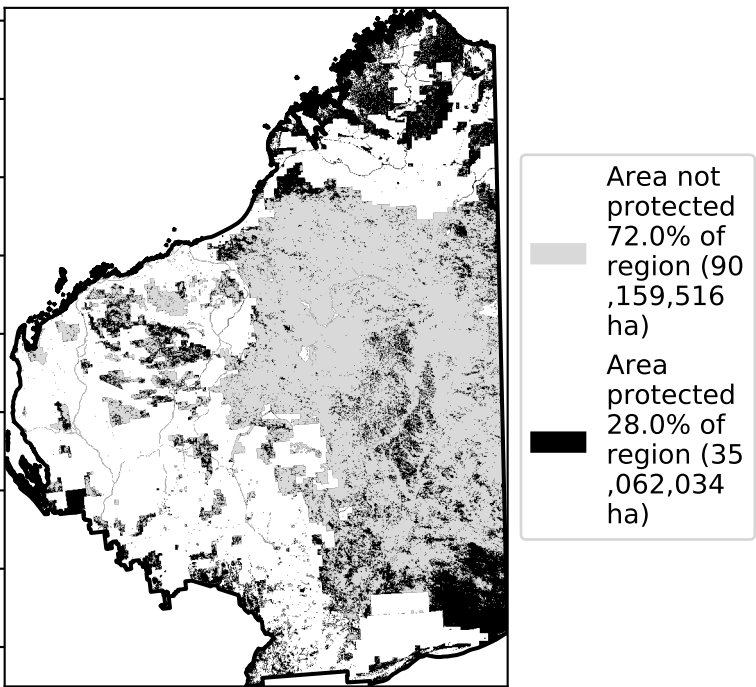 Area not
protected
72.0% of
region (90
,159,516
ha)
Area
protected
28.0% of
region (35
,062,034
ha)